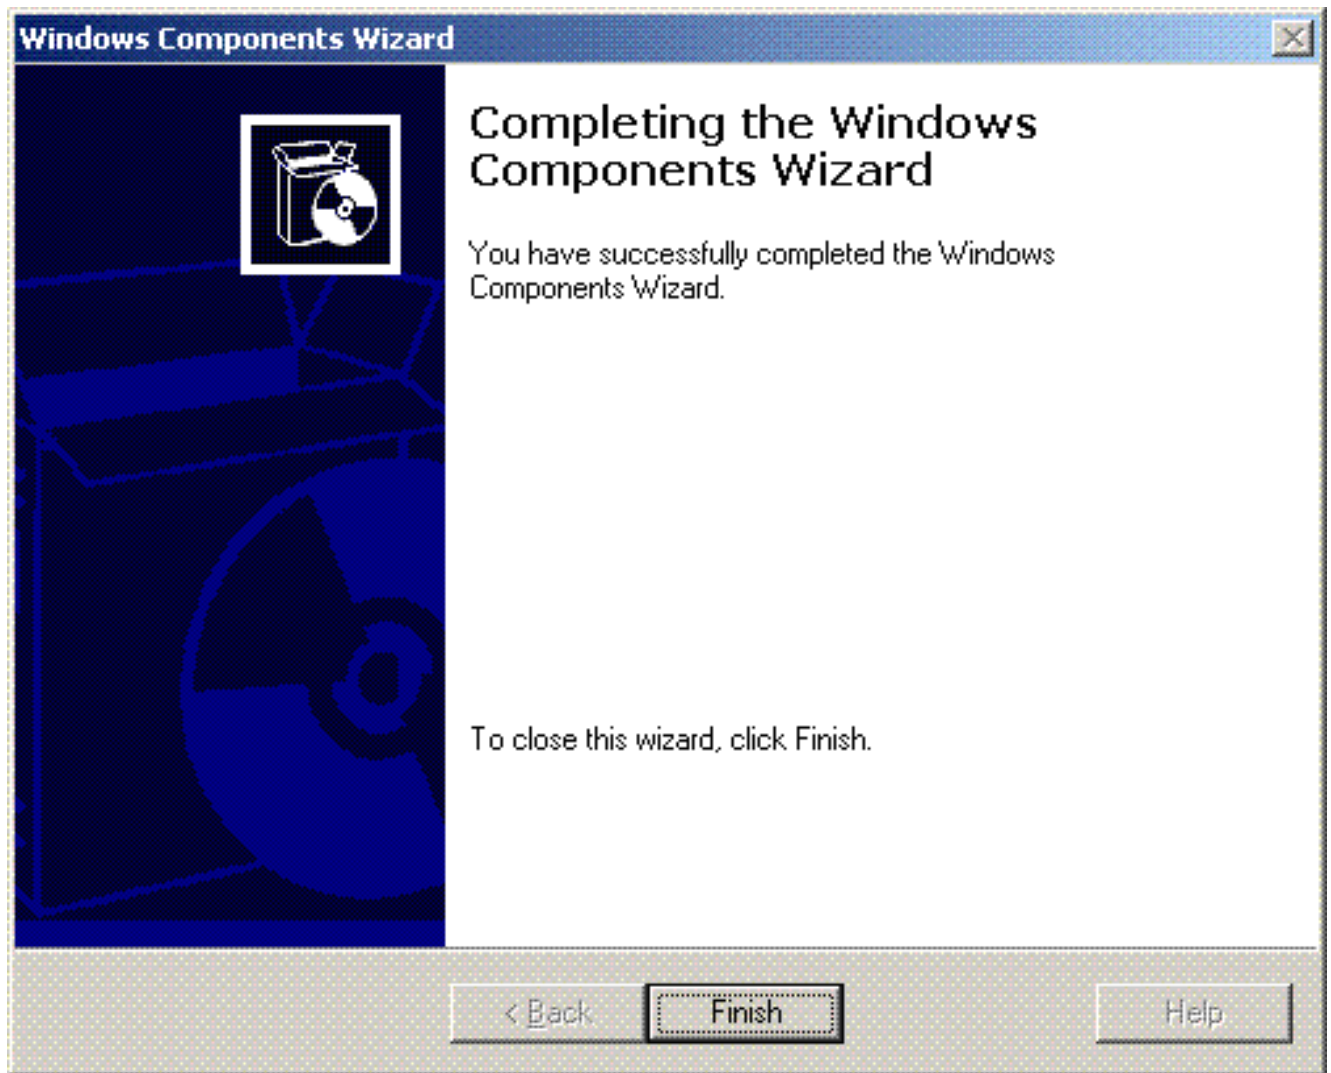 Windows Components Wizard
Completing the Windows
Components Wizard
You have successfully completed the Windows
Components Wizard.
To close this wizard, click Finish.
< Back
Finish
Help